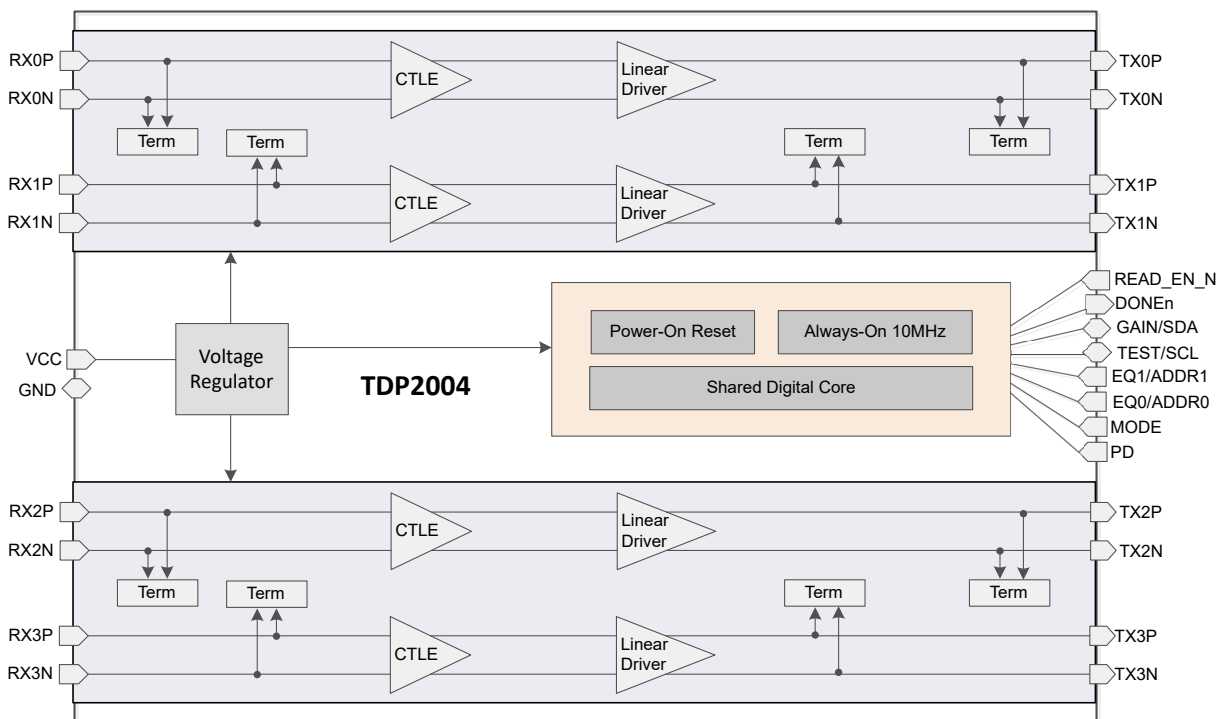 RX0P
CTLE
Linear
Driver
TX0P
RX0N
TX0N
Term
Term
Term
Term
RX1P
CTLE
Linear
Driver
TX1P
RX1N
TX1N
READ_EN_N
DONEn
GAIN/SDA
TEST/SCL
EQ1/ADDR1
EQ0/ADDR0
MODE
PD
VCC
GND
Voltage
Regulator
TDP2004
Power-On Reset
Always-On 10MHz
Shared Digital Core
RX2P
CTLE
Linear
Driver
TX2P
RX2N
TX2N
Term
Term
Term
Term
RX3P
CTLE
Linear
Driver
TX3P
RX3N
TX3N